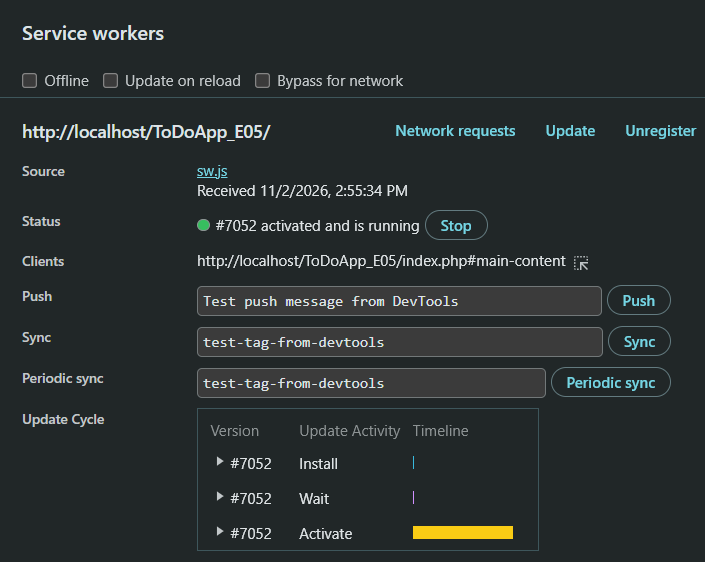 Service workers
Offline Update on reload Bypass for network
http://localhost/ToDoApp_E05/ Network requests Update Unregister
Source sw.js
Received 11/2/2026, 2:55:34 PM
Status #7052 activated and is running Stop
Clients http://localhost/ToDoApp_E05/index.php#main-content
Push Test push message from DevTools Push
Sync test-tag-from-devtools Sync
Periodic sync test-tag-from-devtools Periodic sync
Update Cycle Version Update Activity Timeline
#7052 Install
#7052 Wait
#7052 Activate